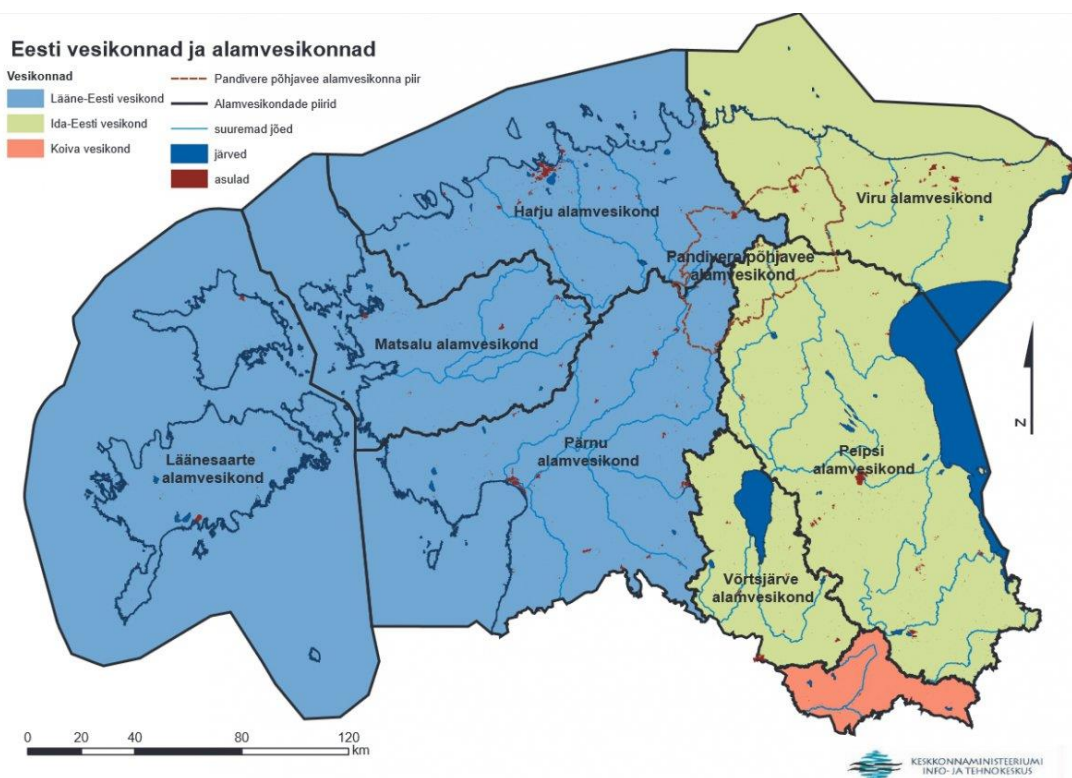 Eesti vesikonnad ja alamvesikonnad
Vesikonnad
Lääne-Eesti vesikond
Ida-Eesti vesikond
Koiva vesikond
Pandivere põhjavee alamvesikonna piir
Alamvesikondade piirid
suuremad jõed
järved
asulad
Harju alamvesikond
Viru alamvesikond
Pandivere põhjavee
alamvesikond
Matsalu alamvesikond
Läänesaarte
alamvesikond
Pärnu
alamvesikond
Peipsi
alamvesikond
Võrtsjärve
alamvesikond
N
0 20 40 80 120
km
KESKKONNAMINISTEERIUMI
INFO- JA TEHNOKESKUS